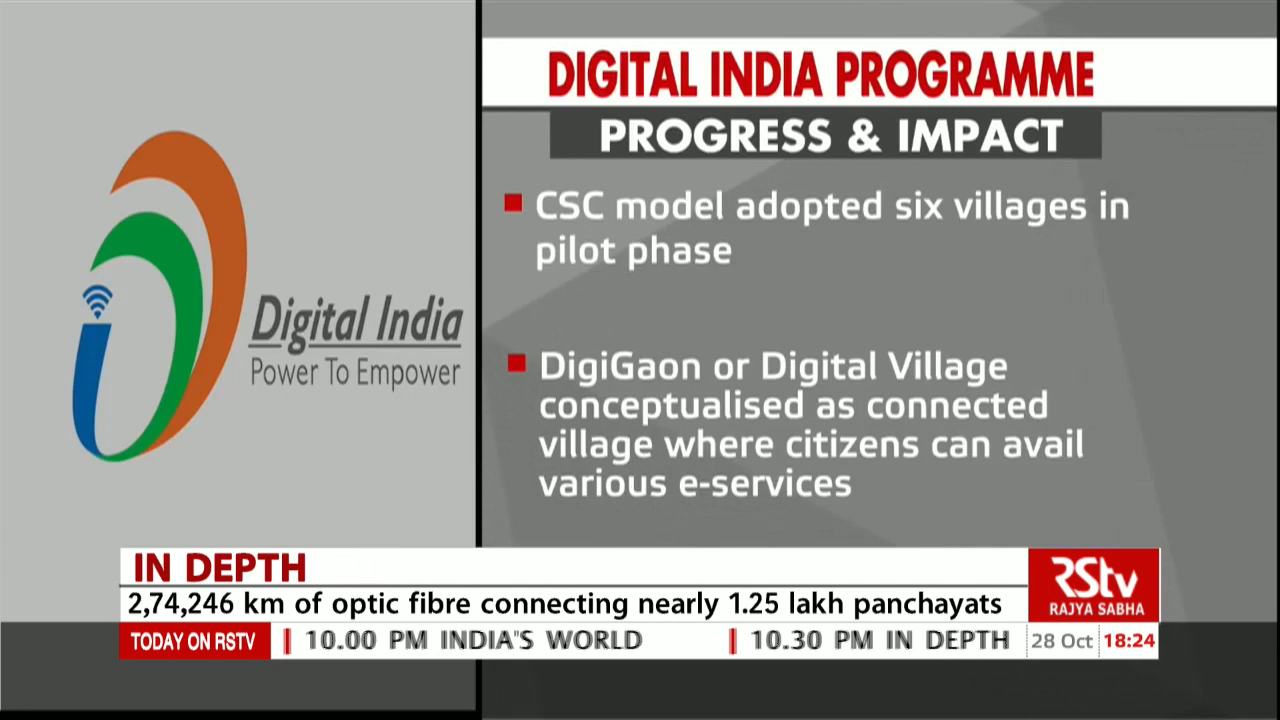 DIGITAL INDIA PROGRAMME
PROGRESS & IMPACT
CSC model adopted six villages in
pilot phase
DigiGaon or Digital Village
conceptualised as connected
village where citizens can avail
various e-services
Digital India
Power To Empower
IN DEPTH
2,74,246 km of optic fibre connecting nearly 1.25 lakh panchayats
RStv
RAJYA SABHA
TODAY ON RSTV
10.00 PM INDIA'S WORLD
10.30 PM IN DEPTH
28 Oct
18:24